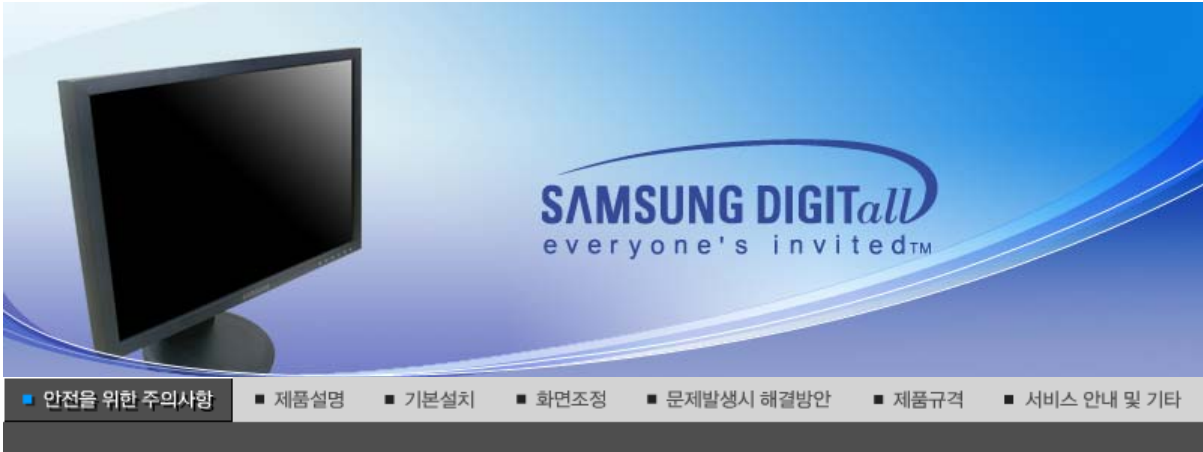 SAMSUNG DIGITall
everyone's invited™
■ 안전을 위한 주의사항 ■ 제품설명 ■ 기본설치 ■ 화면조정 ■ 문제발생시 해결방안 ■ 제품규격 ■ 서비스 안내 및 기타